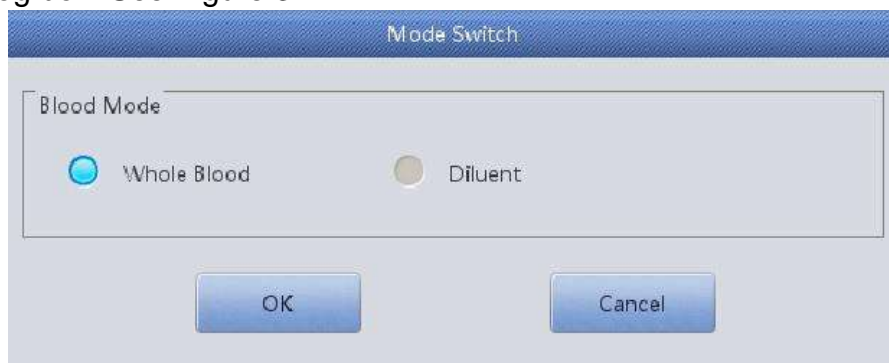 Mode Switch
Blood Mode
Whole Blood
Diluent
OK
Cancel